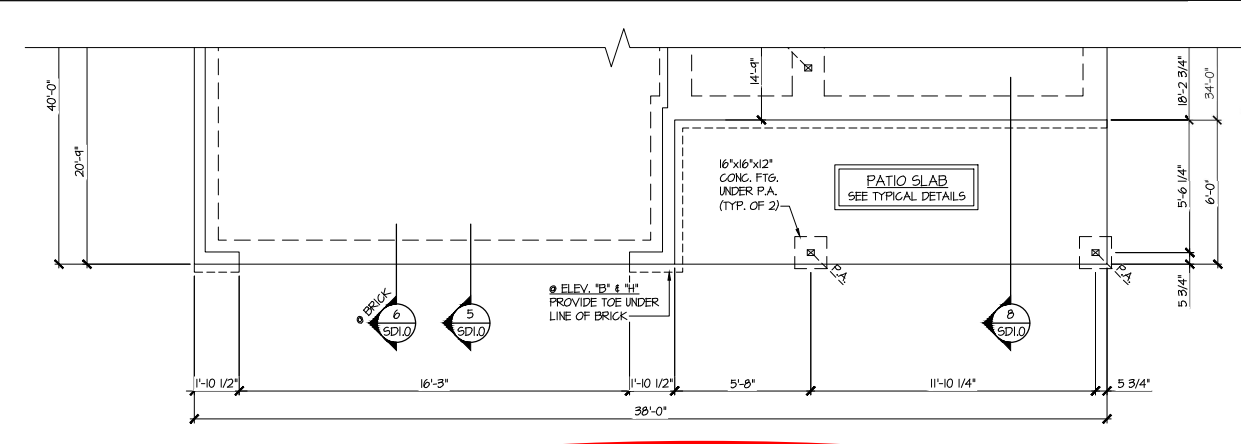 40'-0"
20'-9"
14'-9"
18'-2 3/4"
34'-0"
16"x16"x12"
CONC. FTG.
UNDER P.A.
(TYP. OF 2)
PATIO SLAB
SEE TYPICAL DETAILS
5'-6 1/4"
6'-0"
P.A.
P.A.
5 3/4"
@ ELEV. "B" & "H"
PROVIDE TOE UNDER
LINE OF BRICK
@ BRICK
6
SD1.0
5
SD1.0
8
SD1.0
1'-10 1/2"
16'-3"
1'-10 1/2"
5'-8"
11'-10 1/4"
5 3/4"
38'-0"